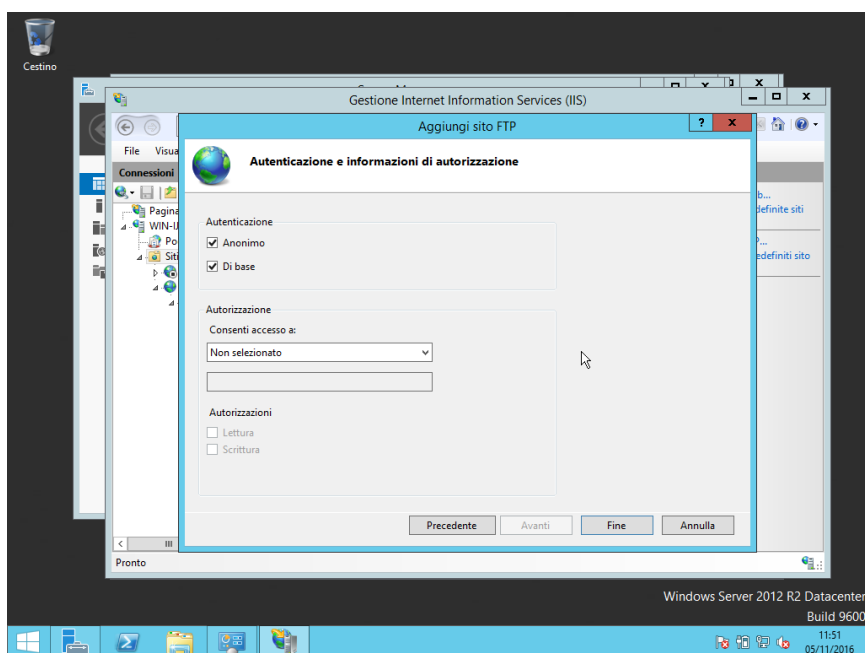 Cestino
Gestione Internet Information Services (IIS)
Aggiungi sito FTP
?
x
File Visua
Connessioni
Autenticazione e informazioni di autorizzazione
Pagina
WIN-IJ
Po
Siti
b...
definite siti
edefiniti sito
Autenticazione
Anonimo
Di base
Autorizzazione
Consenti accesso a:
Non selezionato
Autorizzazioni
Lettura
Scrittura
Precedente
Avanti
Fine
Annulla
Pronto
Windows Server 2012 R2 Datacenter
Build 9600
11:51
05/11/2016